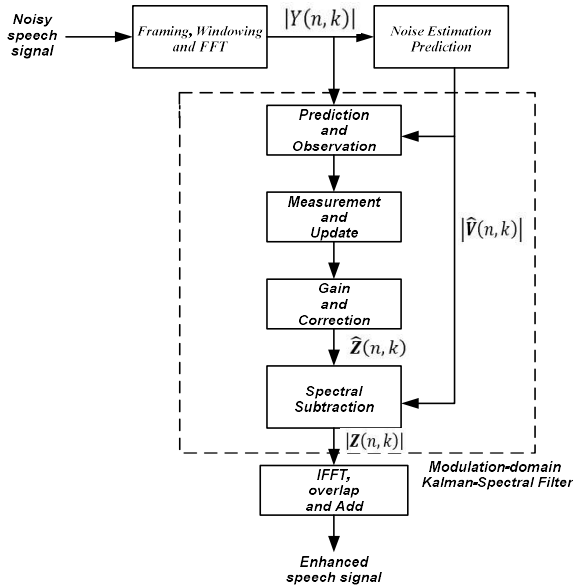 Noisy
speech
signal
Framing, Windowing
and FFT
|Y(n, k)|
Noise Estimation
Prediction
Prediction
and
Observation
Measurement
and
Update
|V̂(n, k)|
Gain
and
Correction
Ẑ(n, k)
Spectral
Subtraction
|Z(n, k)|
Modulation-domain
Kalman-Spectral Filter
IFFT,
overlap
and Add
Enhanced
speech signal